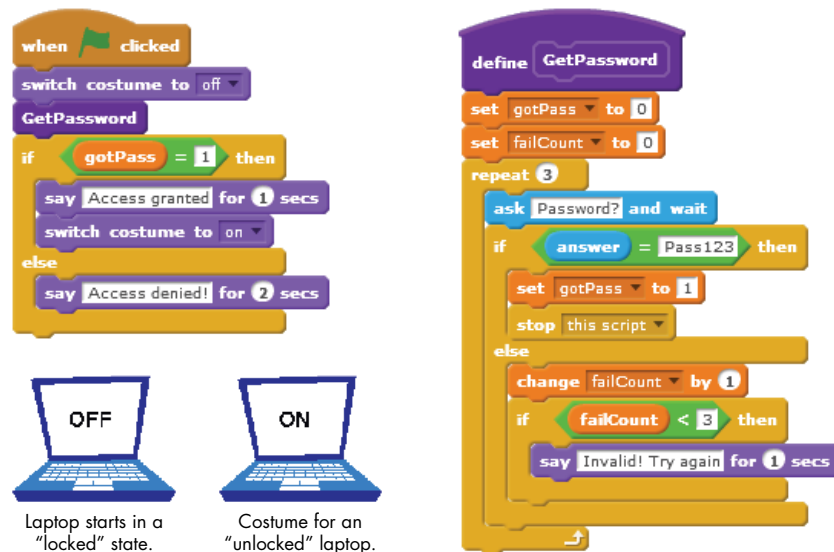 when clicked
switch costume to off
GetPassword
if gotPass = 1 then
say Access granted for 1 secs
switch costume to on
else
say Access denied! for 2 secs
OFF
Laptop starts in a
“locked” state.
ON
Costume for an
“unlocked” laptop.
define GetPassword
set gotPass to 0
set failCount to 0
repeat 3
ask Password? and wait
if answer = Pass123 then
set gotPass to 1
stop this script
else
change failCount by 1
if failCount < 3 then
say Invalid! Try again for 1 secs